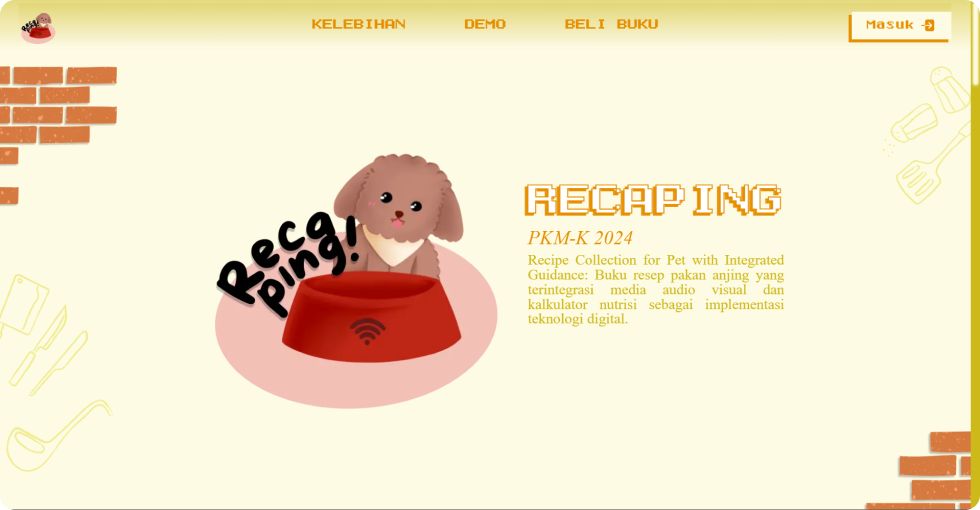 Recaping!
KELEBIHAN
DEMO
BELI BUKU
Masuk
Reca
ping!
RECAPING
PKM-K 2024
Recipe Collection for Pet with Integrated
Guidance: Buku resep pakan anjing yang
terintegrasi media audio visual dan
kalkulator nutrisi sebagai implementasi
teknologi digital.